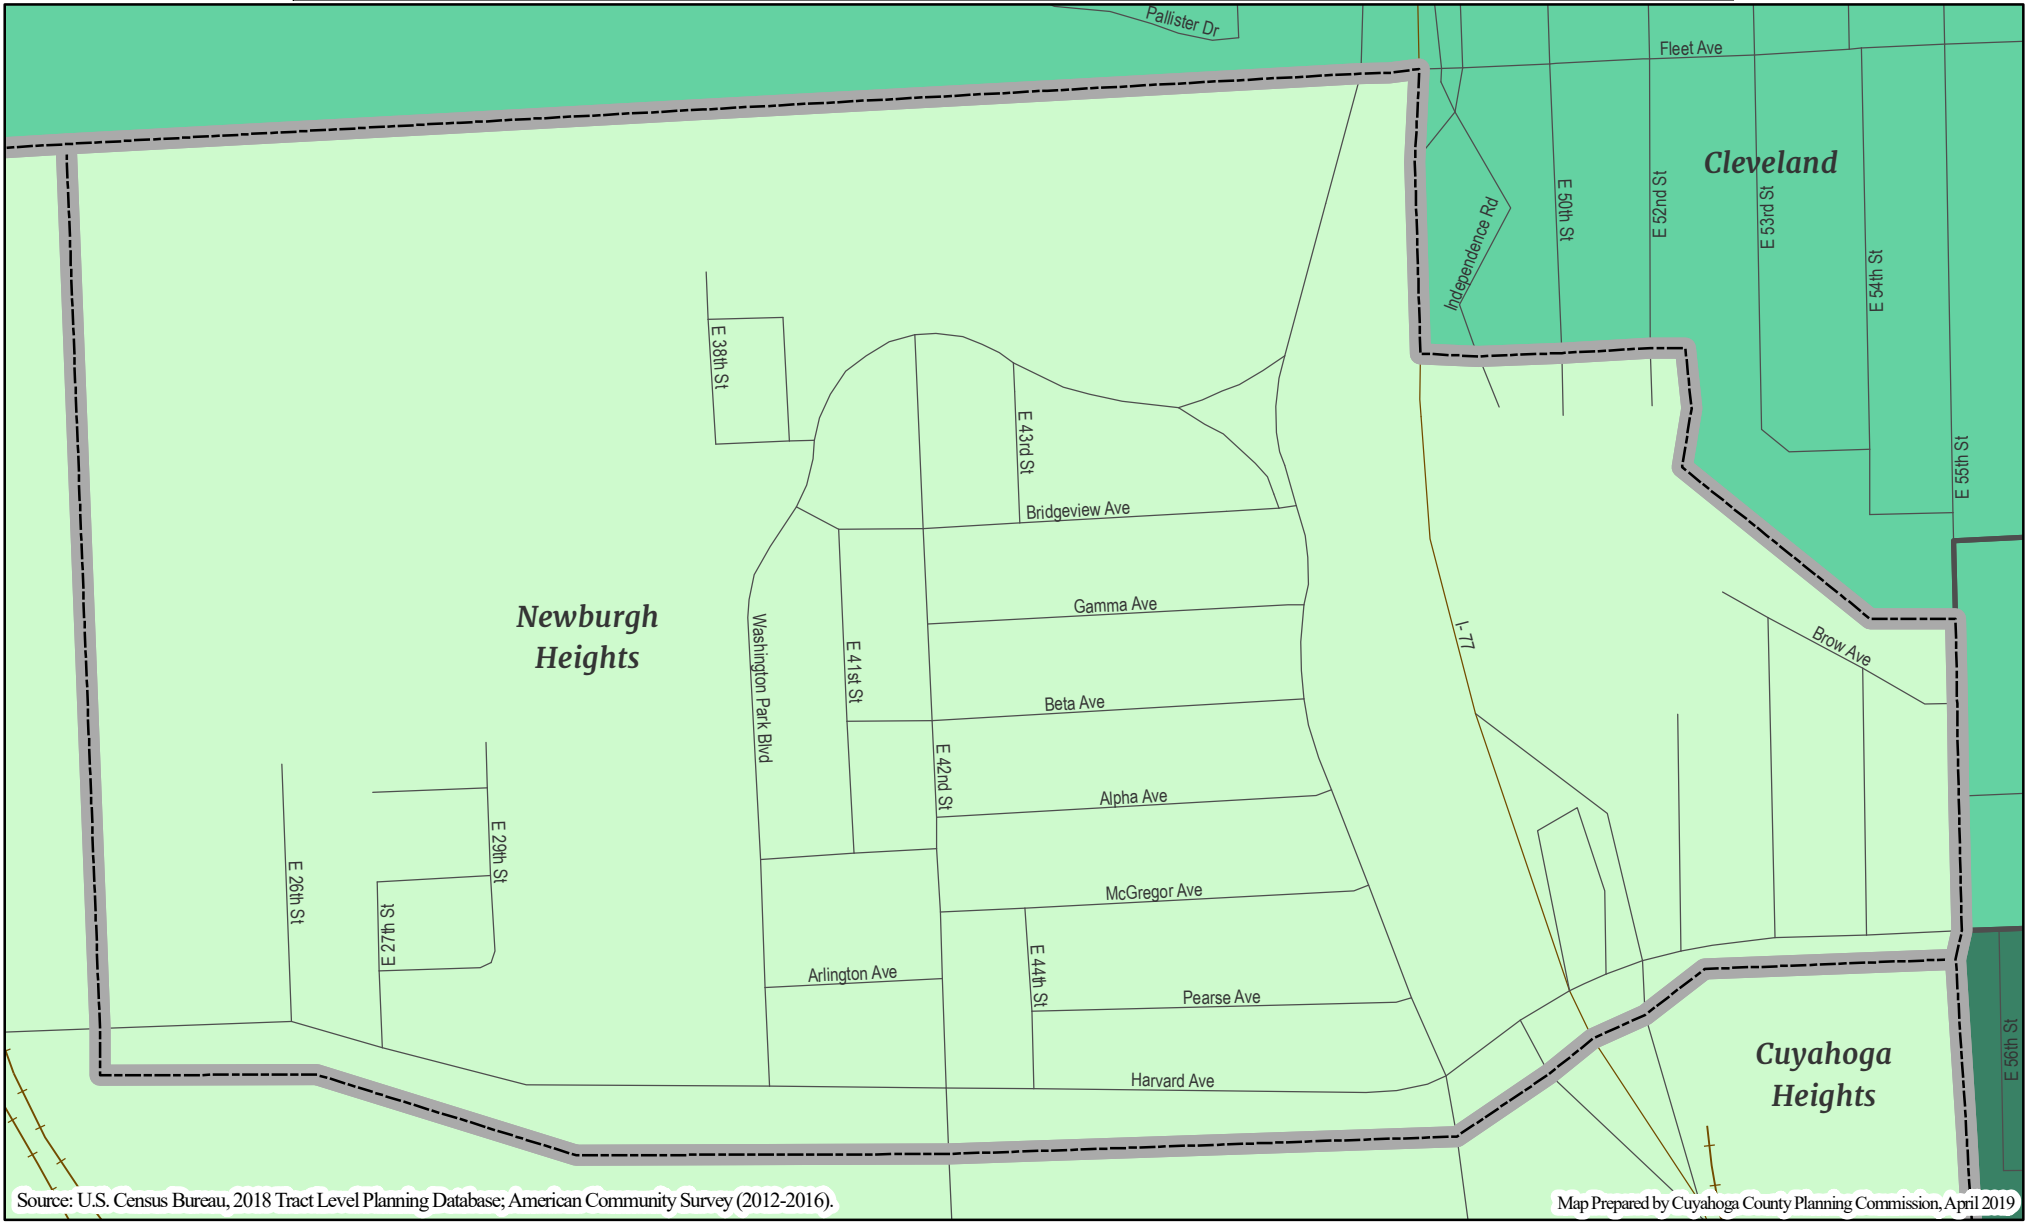 Pallister Dr
Fleet Ave
Cleveland
Independence Rd
E 50th St
E 52nd St
E 53rd St
E 54th St
E 55th St
E 38th St
E 43rd St
Bridgeview Ave
Gamma Ave
Newburgh
Heights
Washington Park Blvd
E 41st St
I- 77
Brow Ave
Beta Ave
E 42nd St
Alpha Ave
E 29th St
E 26th St
E 27th St
McGregor Ave
Arlington Ave
E 44th St
Pearse Ave
Harvard Ave
Cuyahoga
Heights
E 56th St
Source: U.S. Census Bureau, 2018 Tract Level Planning Database; American Community Survey (2012-2016).
Map Prepared by Cuyahoga County Planning Commission, April 2019